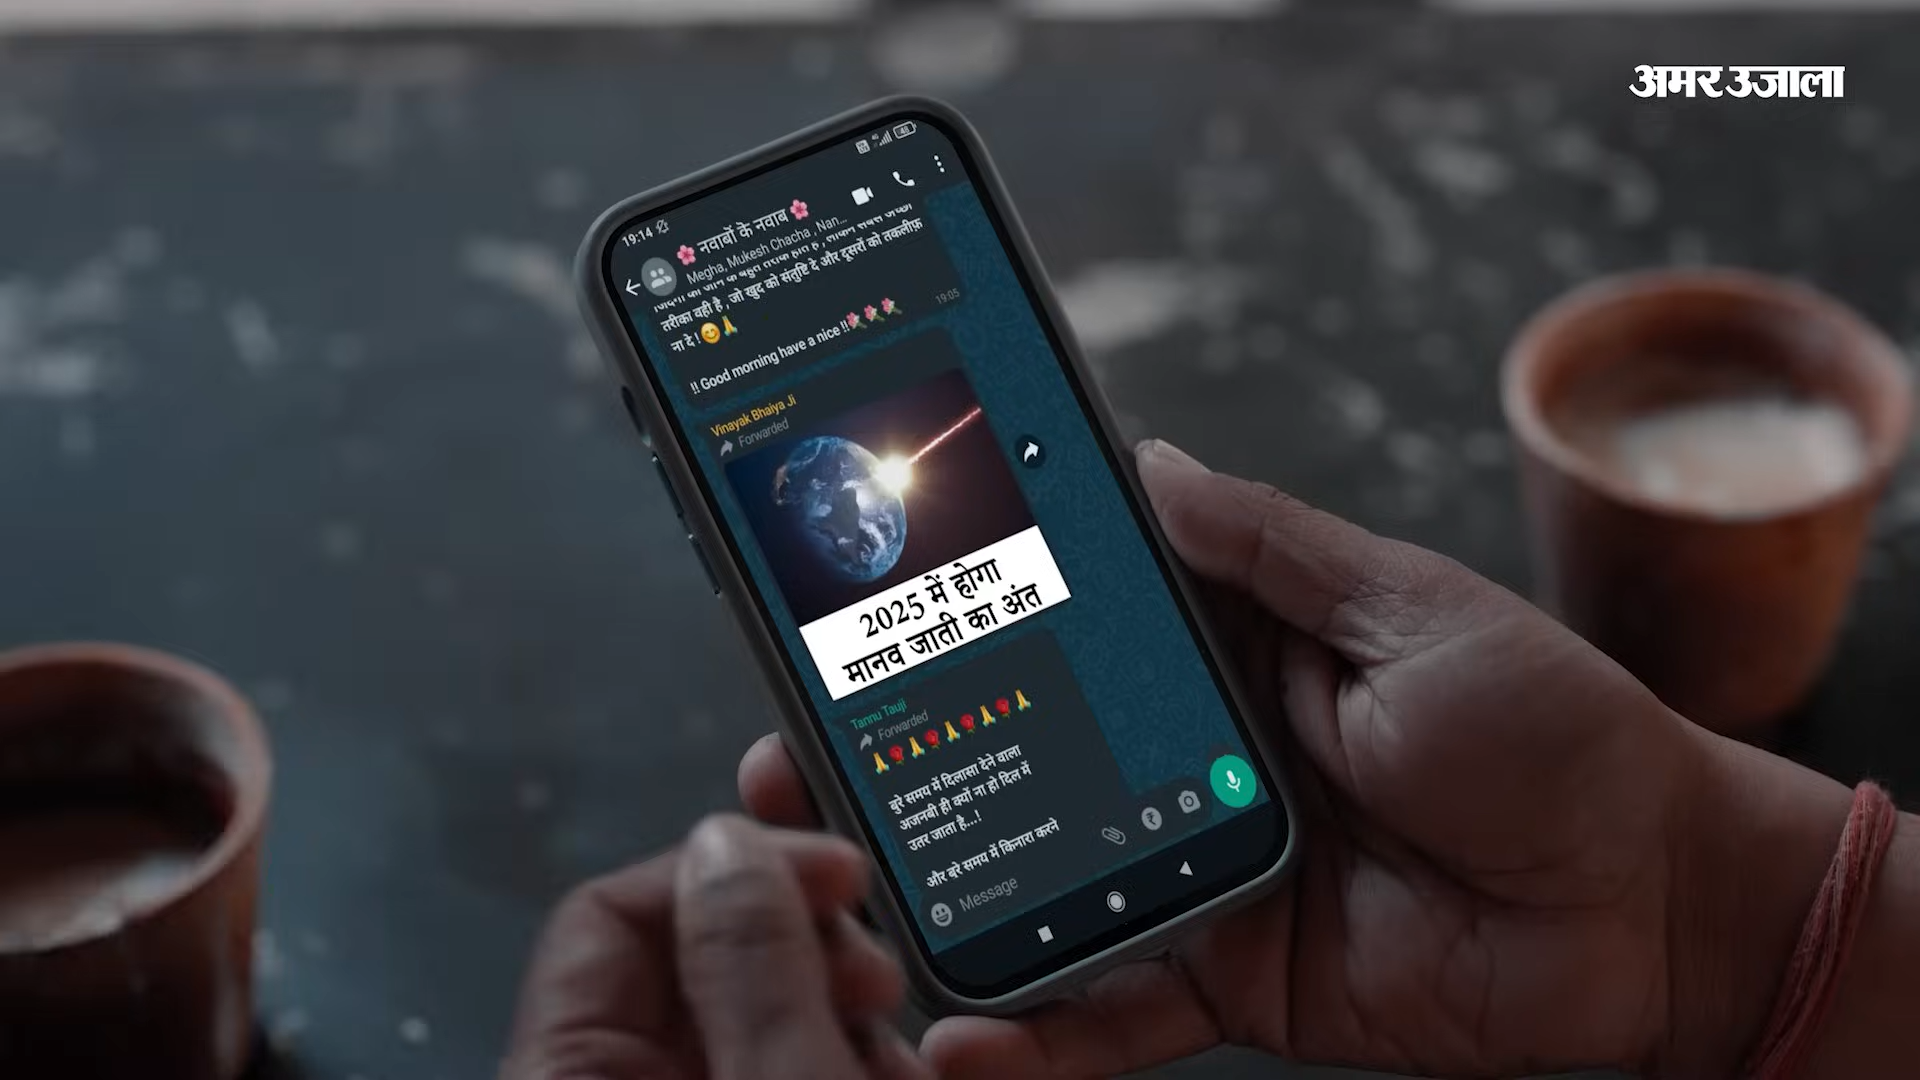 अमर उजाला
19:14
🌸 नवाबों के नवाब 🌸
Megha, Mukesh Chacha , Nan...
तरीका वही है , जो खुद को संतुष्टि दे और दूसरों को तकलीफ
ना दे ! 😊🙏
19:05
!! Good morning have a nice !!💐💐💐
Vinayak Bhaiya Ji
Forwarded
2025 में होगा
मानव जाती का अंत
Tannu Tauji
Forwarded
🙏🌹🙏🌹🙏🌹🙏🌹🙏
बुरे समय में दिलासा देने वाला
अजनबी ही क्यों ना हो दिल में
उतर जाता है...!
और बुरे समय में किनारा करने
Message